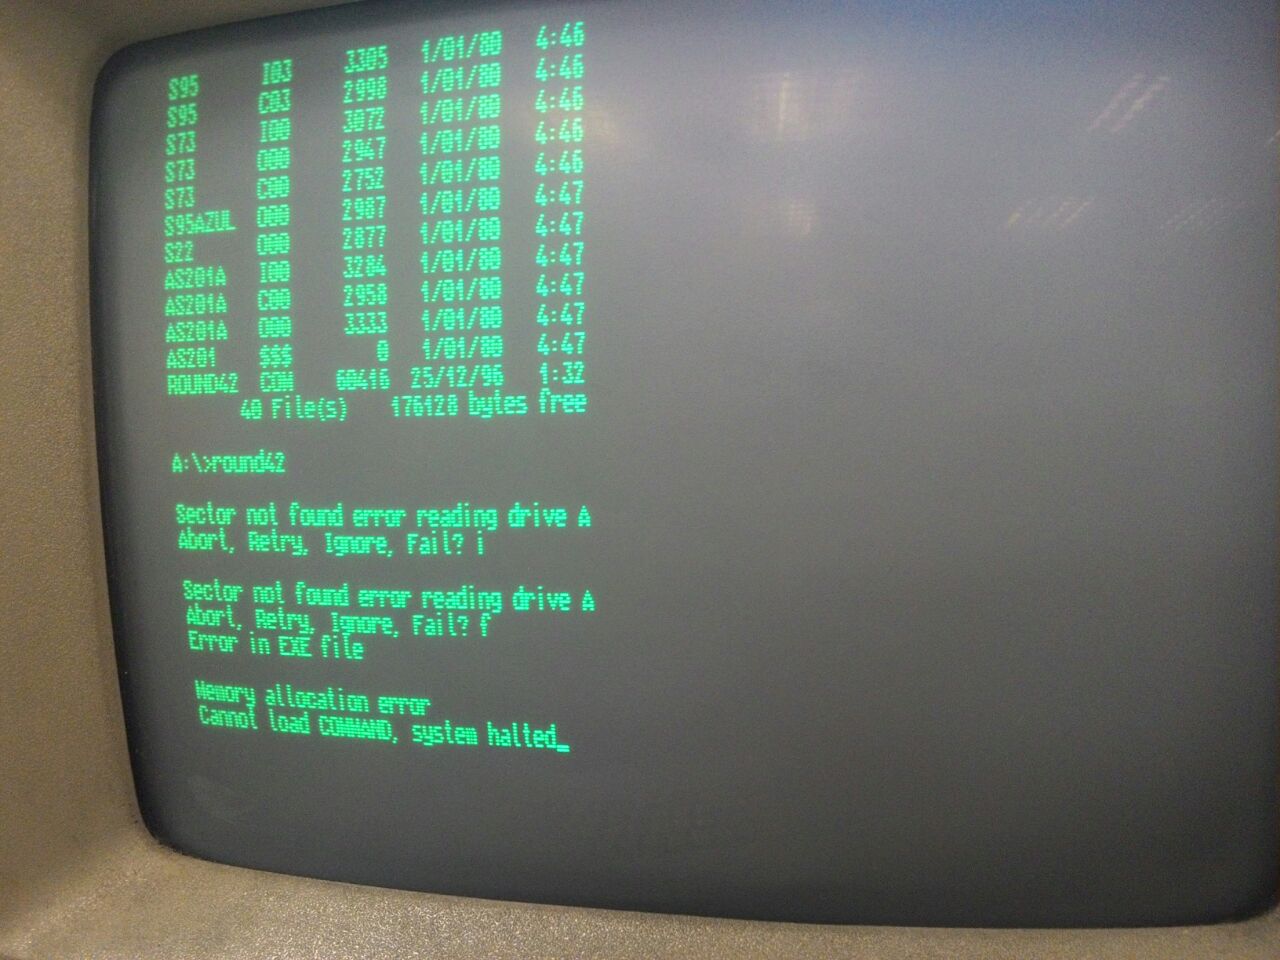 S95 I03 3305 1/01/80 4:46
S95 C03 2998 1/01/80 4:46
S73 I00 3072 1/01/80 4:46
S73 O00 2947 1/01/80 4:46
S73 C00 2752 1/01/80 4:46
S95AZUL O00 2987 1/01/80 4:47
S22 O00 2877 1/01/80 4:47
AS201A I00 3284 1/01/80 4:47
AS201A C00 2950 1/01/80 4:47
AS201A O00 3333 1/01/80 4:47
AS201 $$$ 0 1/01/80 4:47
ROUND42 COM 60416 25/12/96 1:32
40 File(s) 176128 bytes free
A:\>round42
Sector not found error reading drive A
Abort, Retry, Ignore, Fail? i
Sector not found error reading drive A
Abort, Retry, Ignore, Fail? f
Error in EXE file
Memory allocation error
Cannot load COMMAND, system halted_